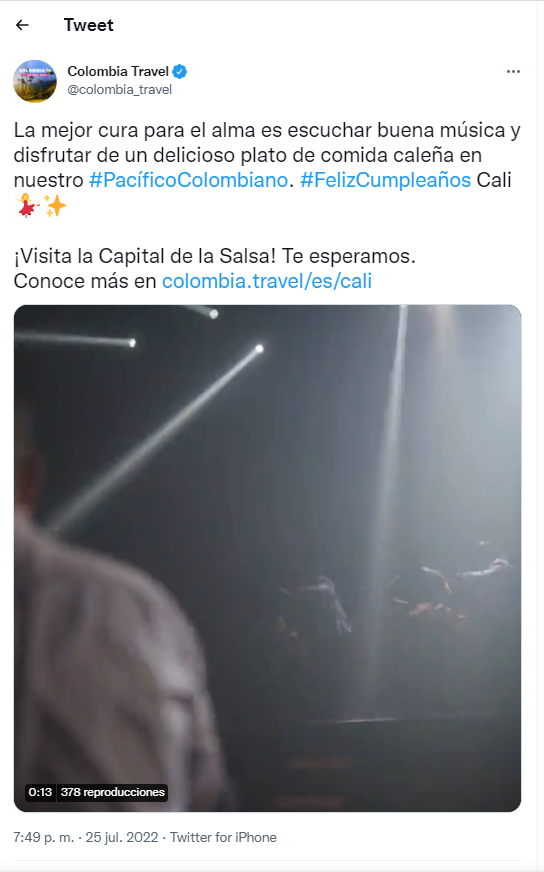 Tweet
Colombia Travel
@colombia_travel
La mejor cura para el alma es escuchar buena música y
disfrutar de un delicioso plato de comida caleña en
nuestro #PacíficoColombiano. #FelizCumpleaños Cali
💃✨
¡Visita la Capital de la Salsa! Te esperamos.
Conoce más en colombia.travel/es/cali
0:13 378 reproducciones
7:49 p. m. · 25 jul. 2022 · Twitter for iPhone